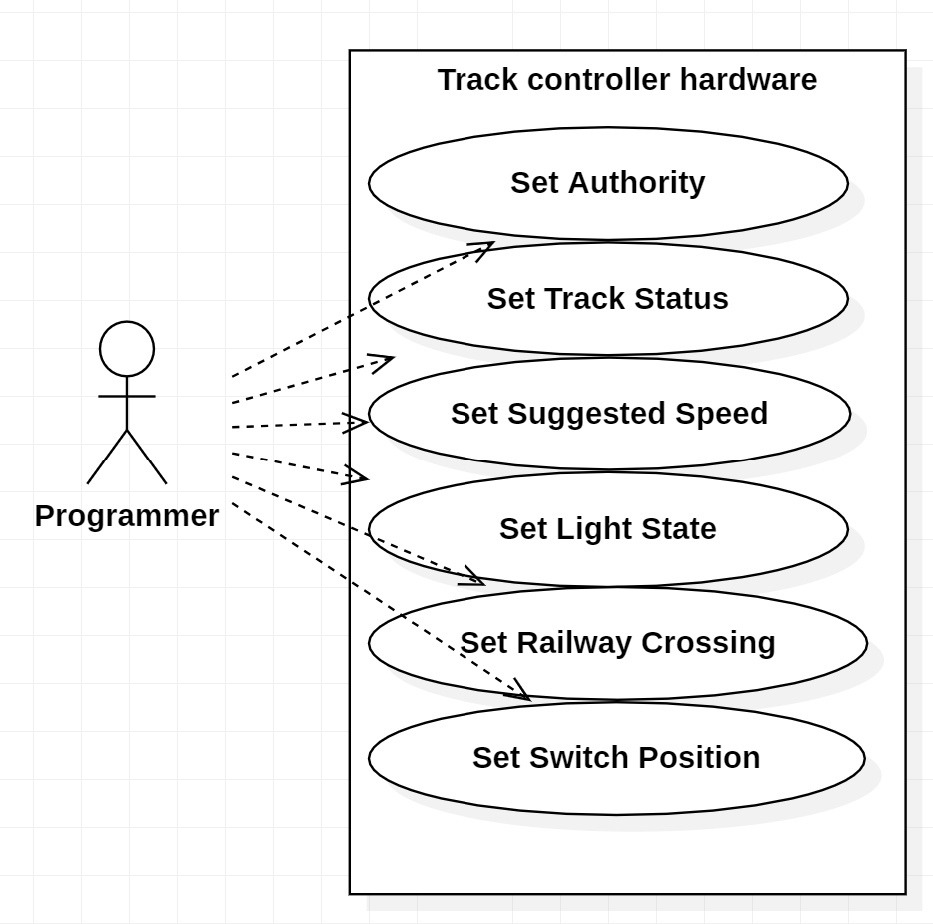 Track controller hardware
Set Authority
Set Track Status
Set Suggested Speed
Set Light State
Programmer
Set Railway Crossing
Set Switch Position